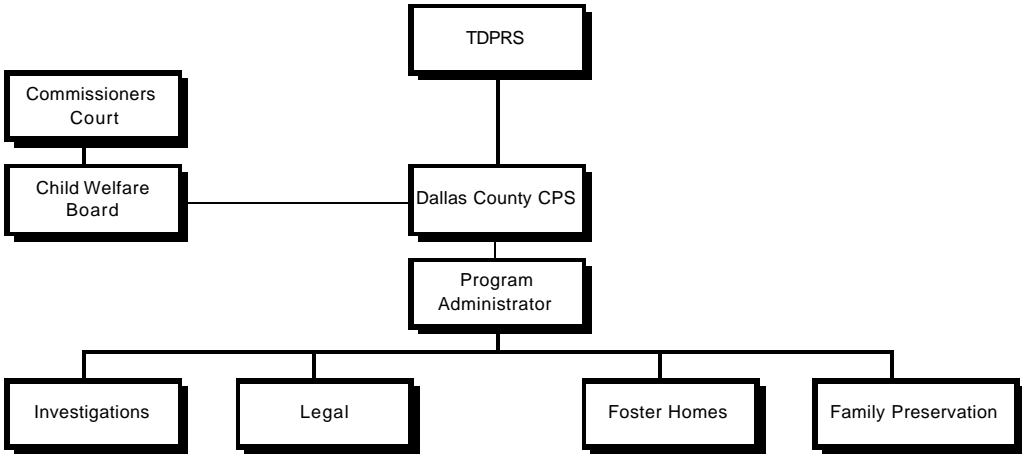 TDPRS
Commissioners
Court
Child Welfare
Board
Dallas County CPS
Program
Administrator
Investigations
Legal
Foster Homes
Family Preservation